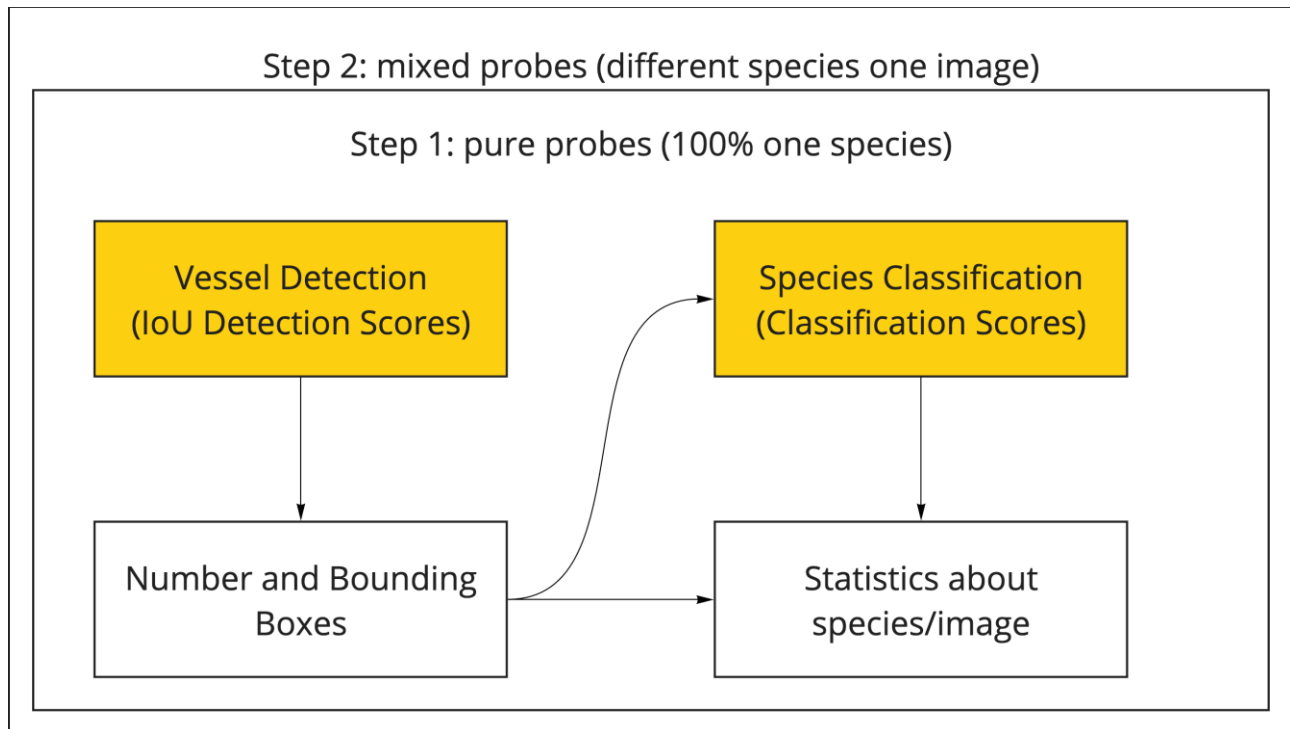 Step 2: mixed probes (different species one image)
Step 1: pure probes (100% one species)
Vessel Detection
(IoU Detection Scores)
Species Classification
(Classification Scores)
Number and Bounding
Boxes
Statistics about
species/image